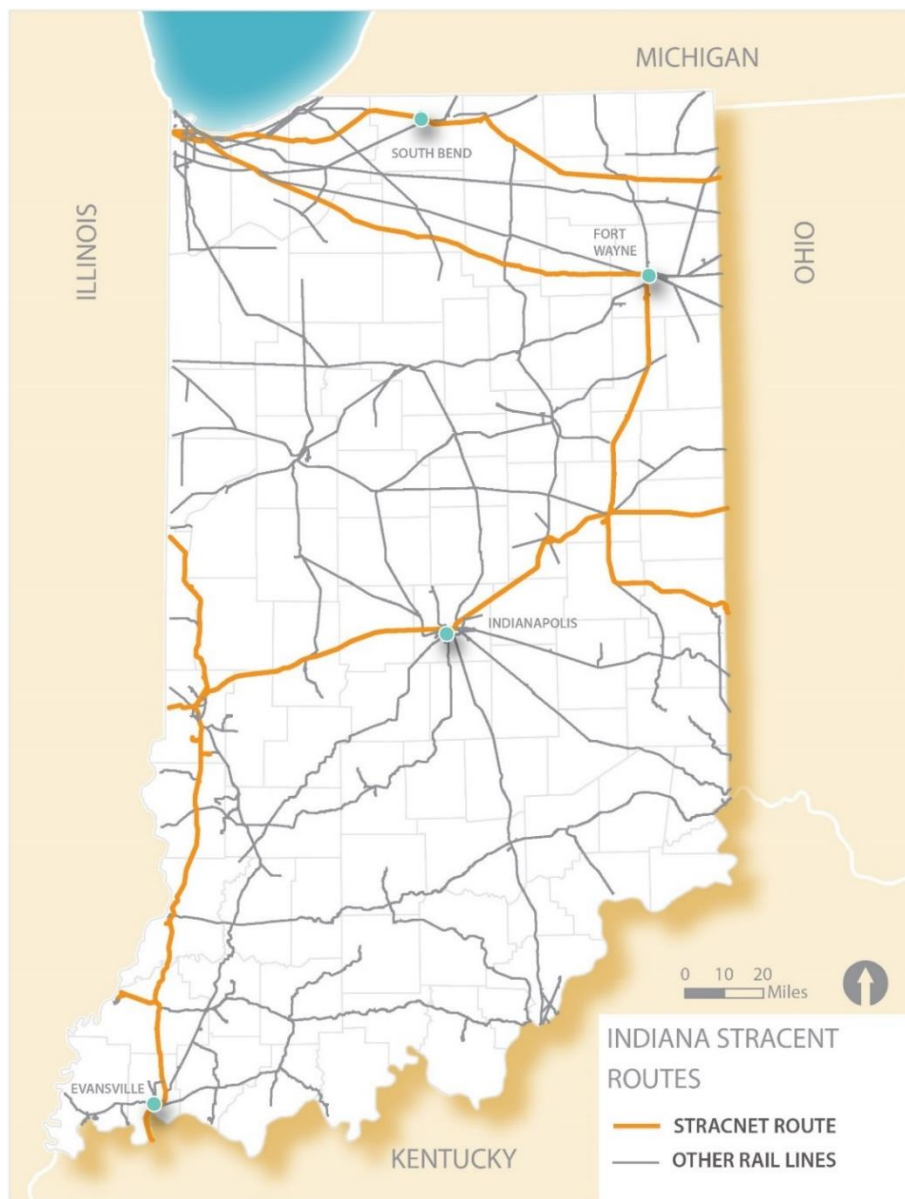 MICHIGAN
SOUTH BEND
ILLINOIS
FORT
WAYNE
OHIO
INDIANAPOLIS
0 10 20
Miles
INDIANA STRACENT
ROUTES
EVANSVILLE
STRACNET ROUTE
KENTUCKY
OTHER RAIL LINES